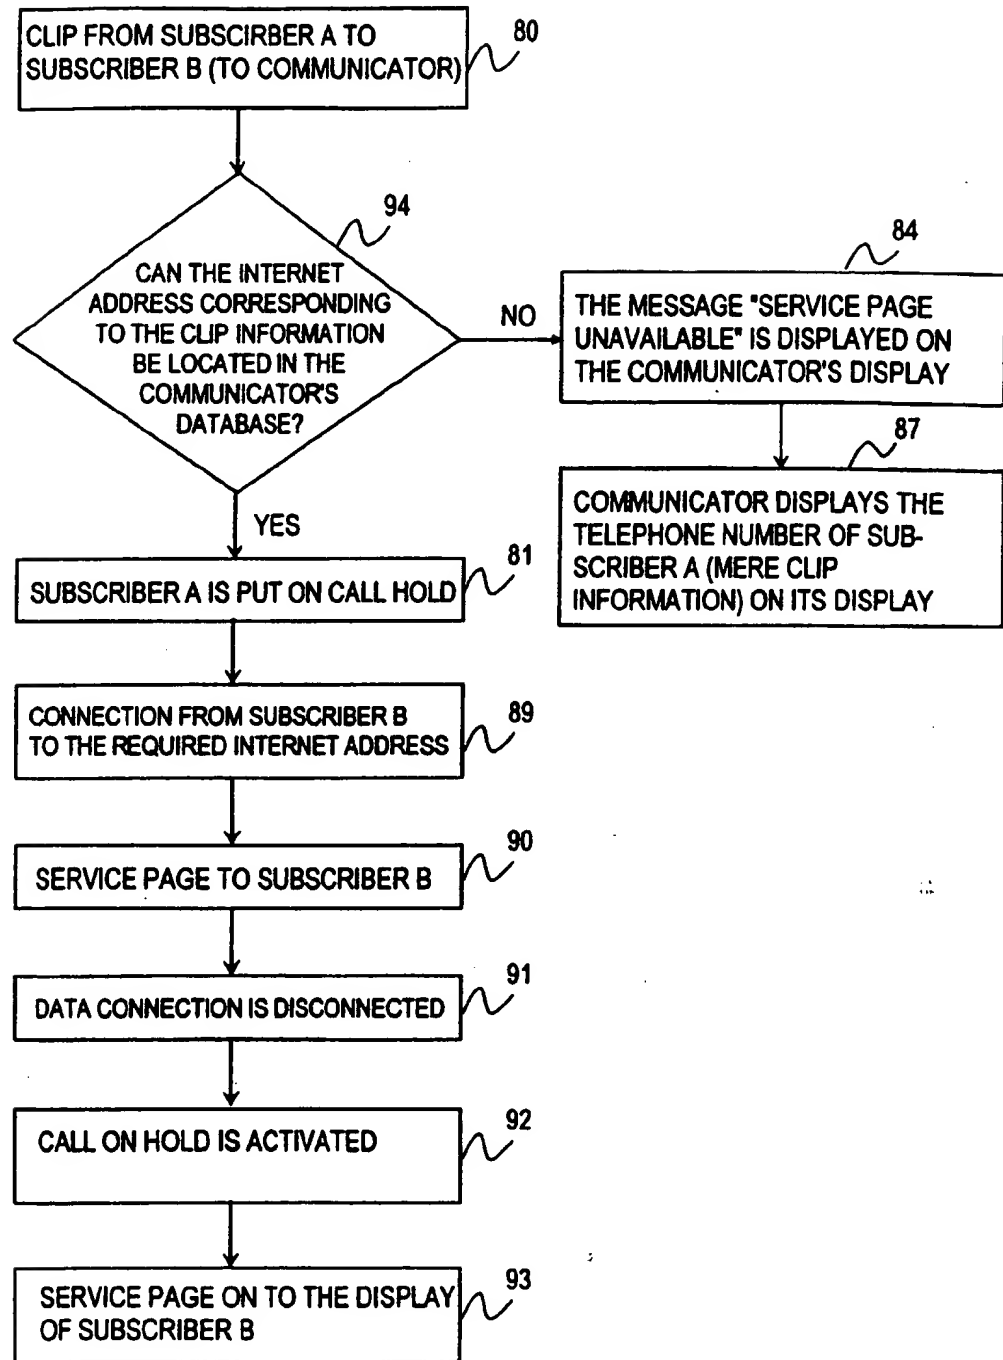 CLIP FROM SUBSCIRBER A TO
SUBSCRIBER B (TO COMMUNICATOR)
80
94
CAN THE INTERNET
ADDRESS CORRESPONDING
TO THE CLIP INFORMATION
BE LOCATED IN THE
COMMUNICATOR'S
DATABASE?
NO
84
THE MESSAGE "SERVICE PAGE
UNAVAILABLE" IS DISPLAYED ON
THE COMMUNICATOR'S DISPLAY
87
COMMUNICATOR DISPLAYS THE
TELEPHONE NUMBER OF SUB-
SCRIBER A (MERE CLIP
INFORMATION) ON ITS DISPLAY
YES
81
SUBSCRIBER A IS PUT ON CALL HOLD
CONNECTION FROM SUBSCRIBER B
TO THE REQUIRED INTERNET ADDRESS
89
90
SERVICE PAGE TO SUBSCRIBER B
91
DATA CONNECTION IS DISCONNECTED
92
CALL ON HOLD IS ACTIVATED
93
SERVICE PAGE ON TO THE DISPLAY
OF SUBSCRIBER B